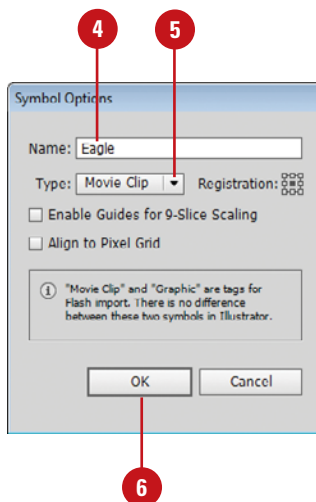 4 5
Symbol Options
Name: Eagle
Type: Movie Clip Registration:
Enable Guides for 9-Slice Scaling
Align to Pixel Grid
"Movie Clip" and "Graphic" are tags for
Flash import. There is no difference
between these two symbols in Illustrator.
OK Cancel
6